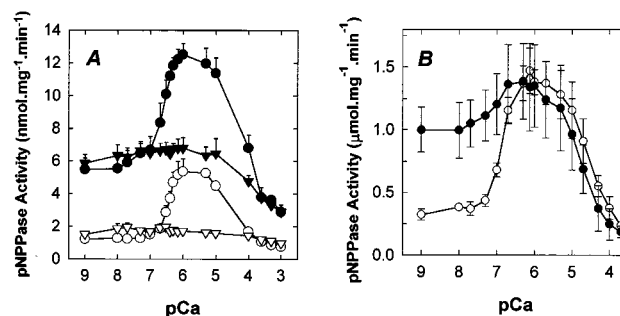 A
pNPPase Activity (nmol.mg⁻¹.min⁻¹)
14
12
10
8
6
4
2
0
9 8 7 6 5 4 3
pCa
B
pNPPase Activity (μmol.mg⁻¹.min⁻¹)
1.5
1.0
0.5
0.0
9 8 7 6 5 4
pCa